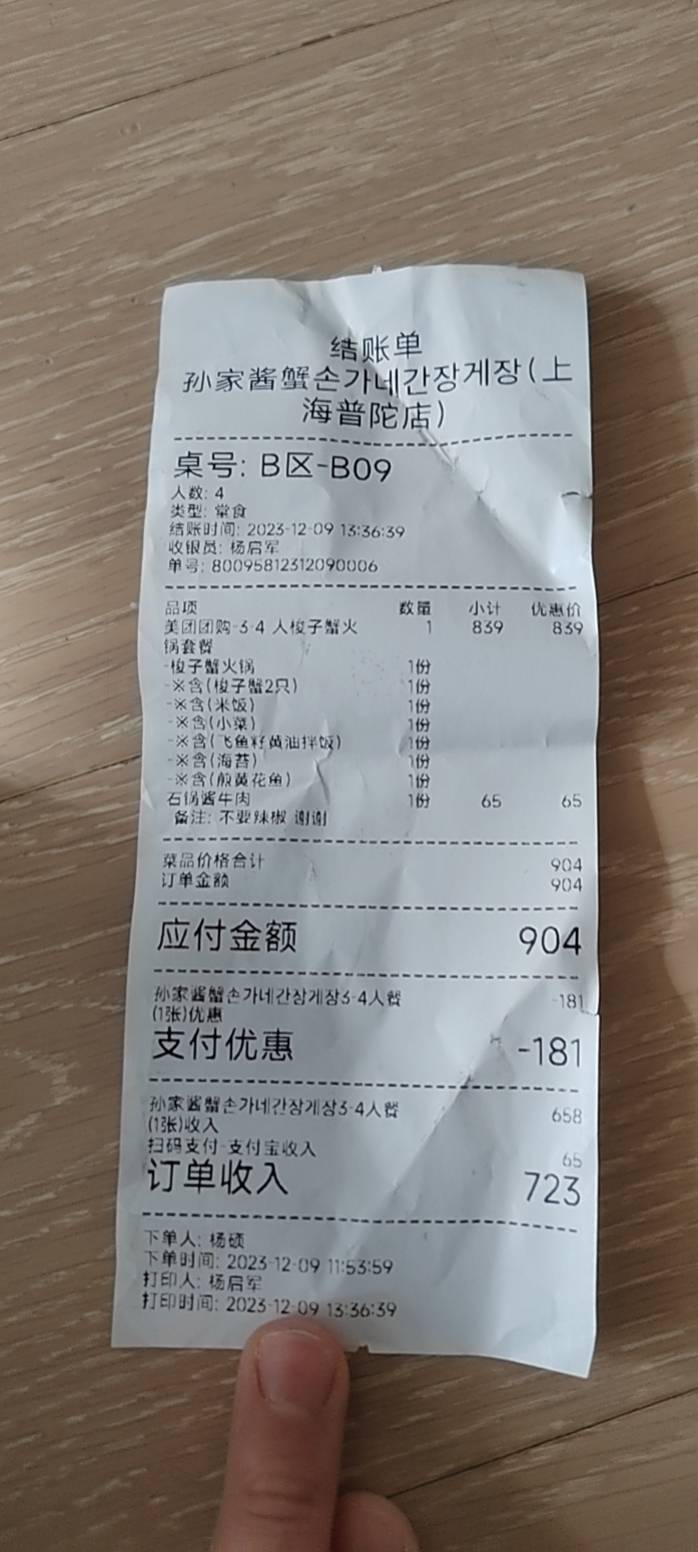 结账单
孙家酱蟹손가네간장게장(上
海普陀店)
桌号: B区-B09
人数: 4
类型: 堂食
结账时间: 2023-12-09 13:36:39
收银员: 杨启军
单号: 80095812312090006
品项 数量 小计 优惠价
美团团购-3-4 人梭子蟹火 1 839 839
锅套餐
-梭子蟹火锅 1份
-※含(梭子蟹2只) 1份
-※含(米饭) 1份
-※含(小菜) 1份
-※含(飞鱼籽黄油拌饭) 1份
-※含(海苔) 1份
-※含(煎黄花鱼) 1份
石锅酱牛肉 1份 65 65
备注: 不要辣椒 谢谢
菜品价格合计 904
订单金额 904
应付金额 904
孙家酱蟹손가네간장게장3-4人餐 -181
(1张)优惠
支付优惠 -181
孙家酱蟹손가네간장게장3-4人餐 658
(1张)收入
扫码支付-支付宝收入 65
订单收入 723
下单人: 杨硕
下单时间: 2023-12-09 11:53:59
打印人: 杨启军
打印时间: 2023-12-09 13:36:39